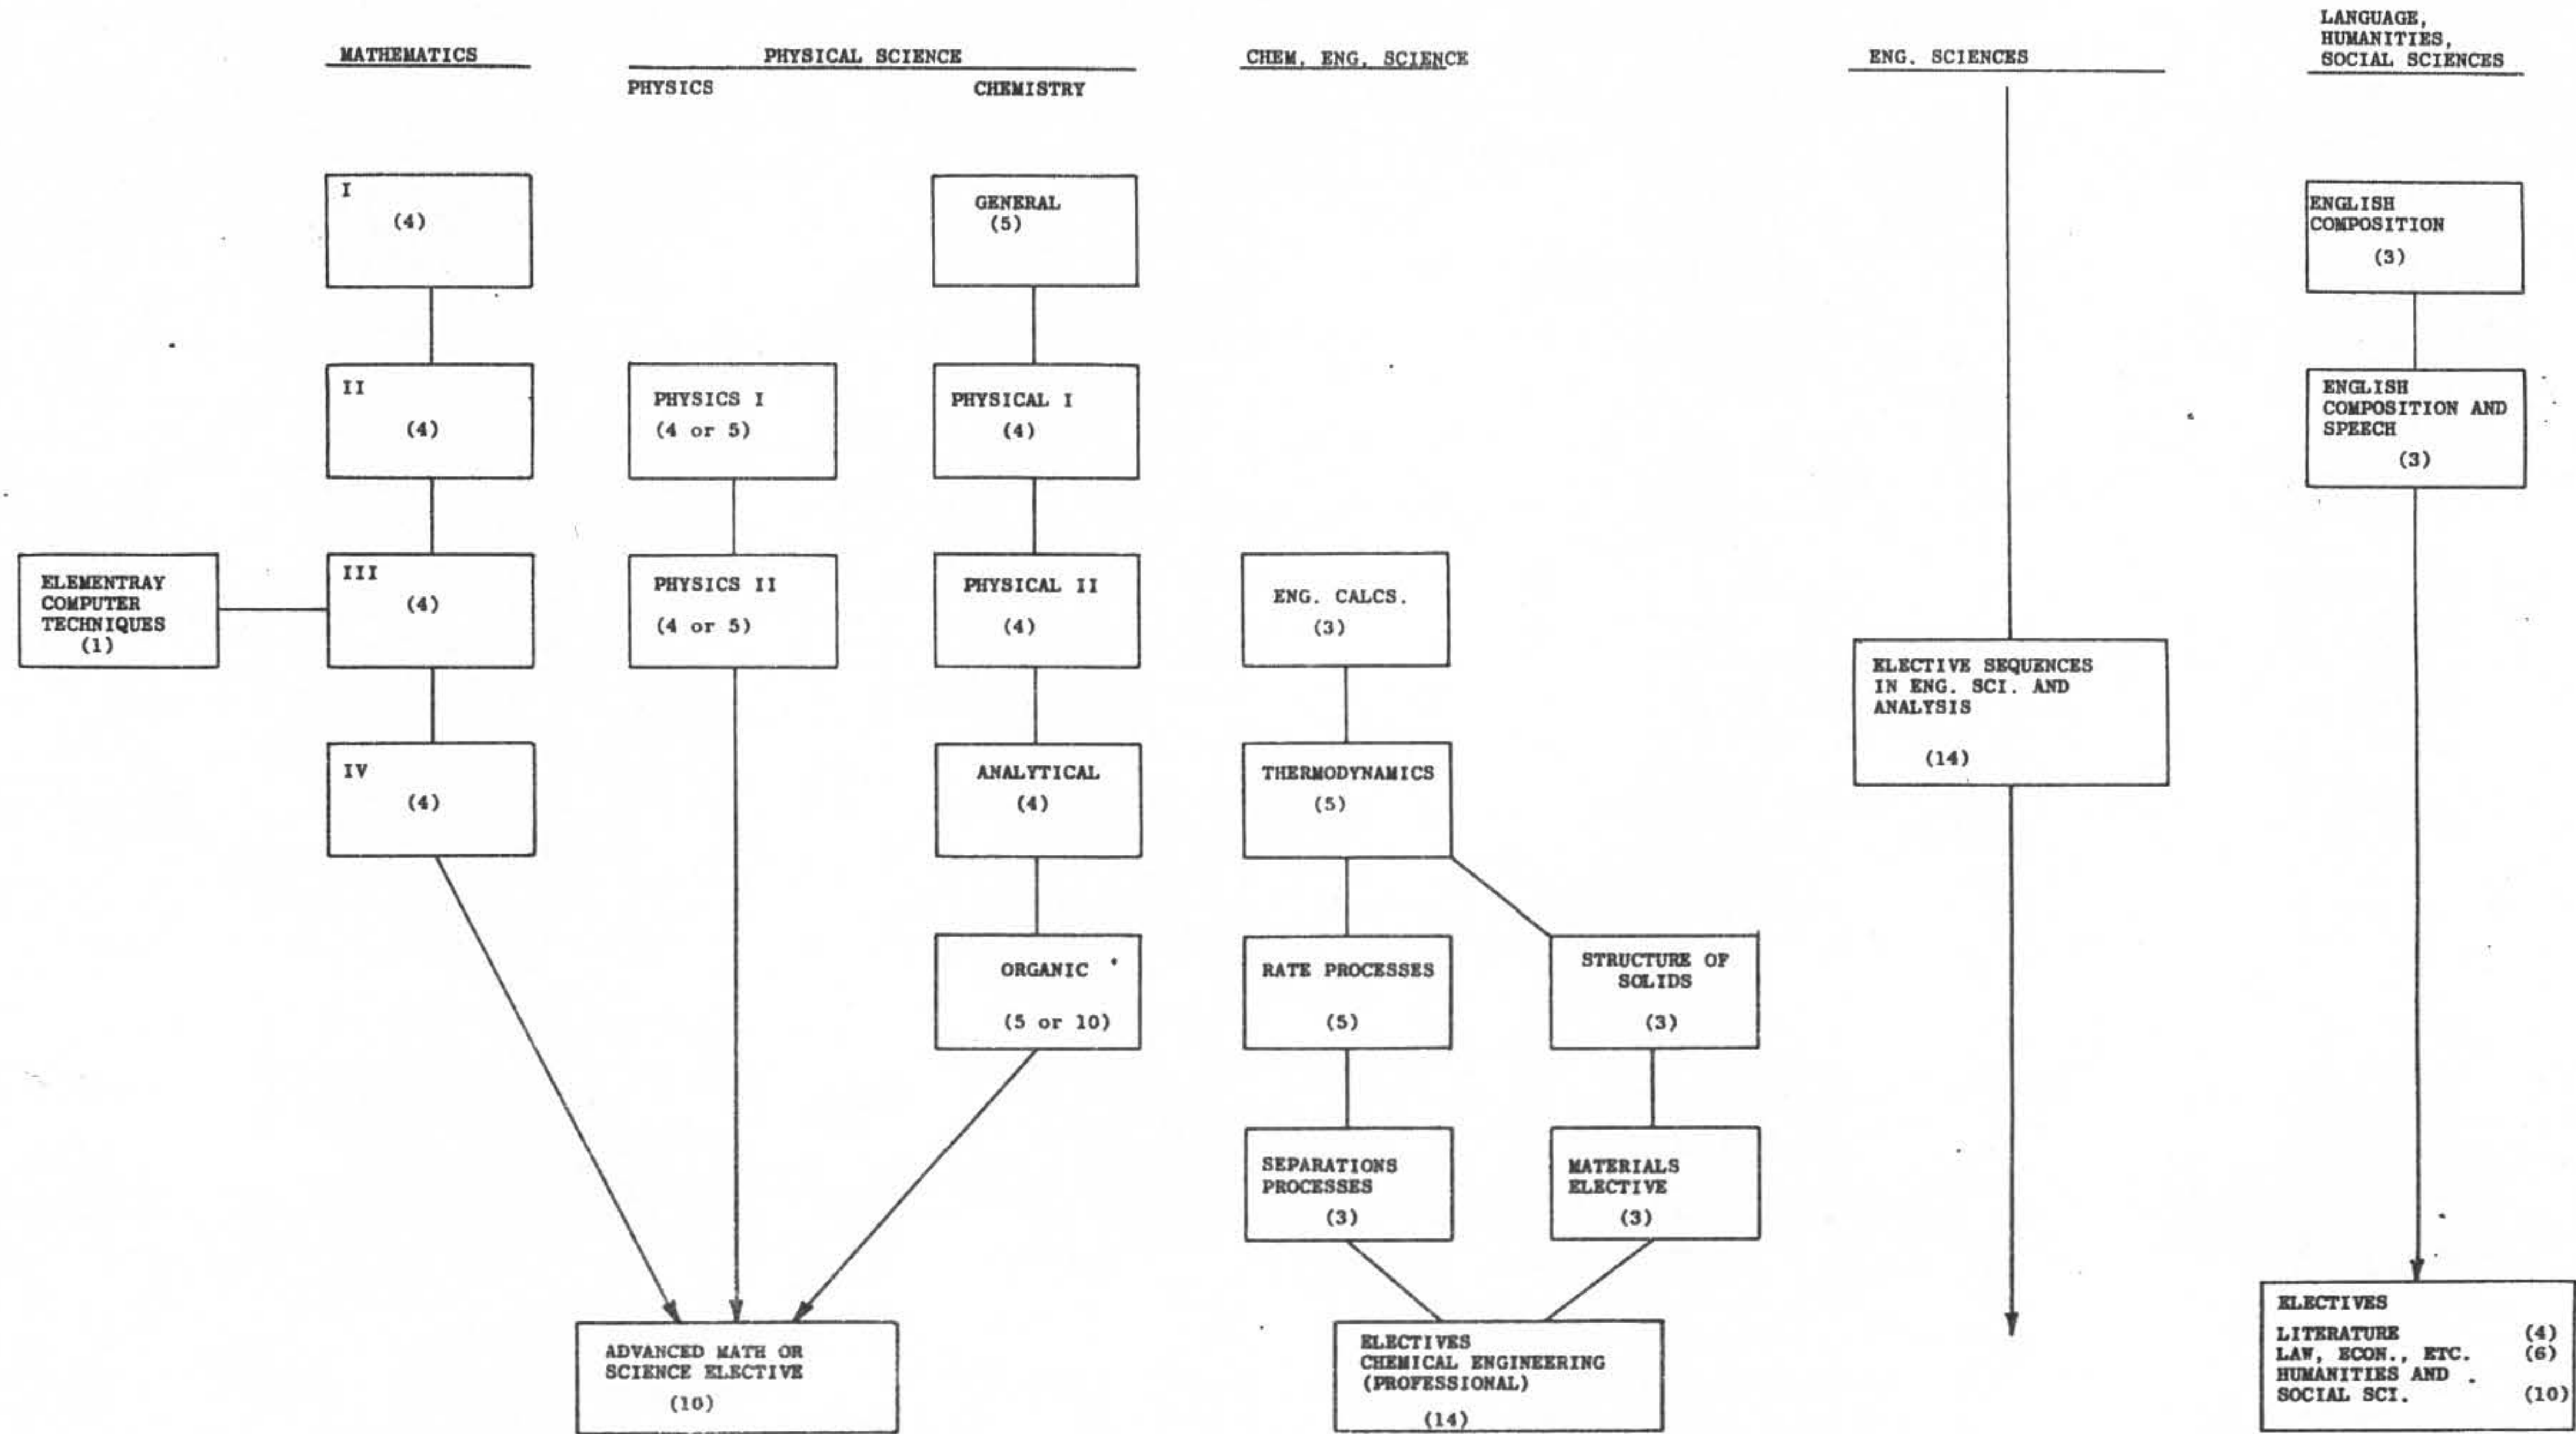 MATHEMATICS
PHYSICAL SCIENCE
PHYSICS
CHEMISTRY
CHEM. ENG. SCIENCE
ENG. SCIENCES
LANGUAGE,
HUMANITIES,
SOCIAL SCIENCES
I
(4)
GENERAL
(5)
ENGLISH
COMPOSITION
(3)
II
(4)
PHYSICS I
(4 or 5)
PHYSICAL I
(4)
ENGLISH
COMPOSITION AND
SPEECH
(3)
ELEMENTRAY
COMPUTER
TECHNIQUES
(1)
III
(4)
PHYSICS II
(4 or 5)
PHYSICAL II
(4)
ENG. CALCS.
(3)
ELECTIVE SEQUENCES
IN ENG. SCI. AND
ANALYSIS
(14)
IV
(4)
ANALYTICAL
(4)
THERMODYNAMICS
(5)
ORGANIC
(5 or 10)
RATE PROCESSES
(5)
STRUCTURE OF
SOLIDS
(3)
SEPARATIONS
PROCESSES
(3)
MATERIALS
ELECTIVE
(3)
ADVANCED MATH OR
SCIENCE ELECTIVE
(10)
ELECTIVES
CHEMICAL ENGINEERING
(PROFESSIONAL)
(14)
ELECTIVES
LITERATURE (4)
LAW, ECON., ETC. (6)
HUMANITIES AND
SOCIAL SCI. (10)